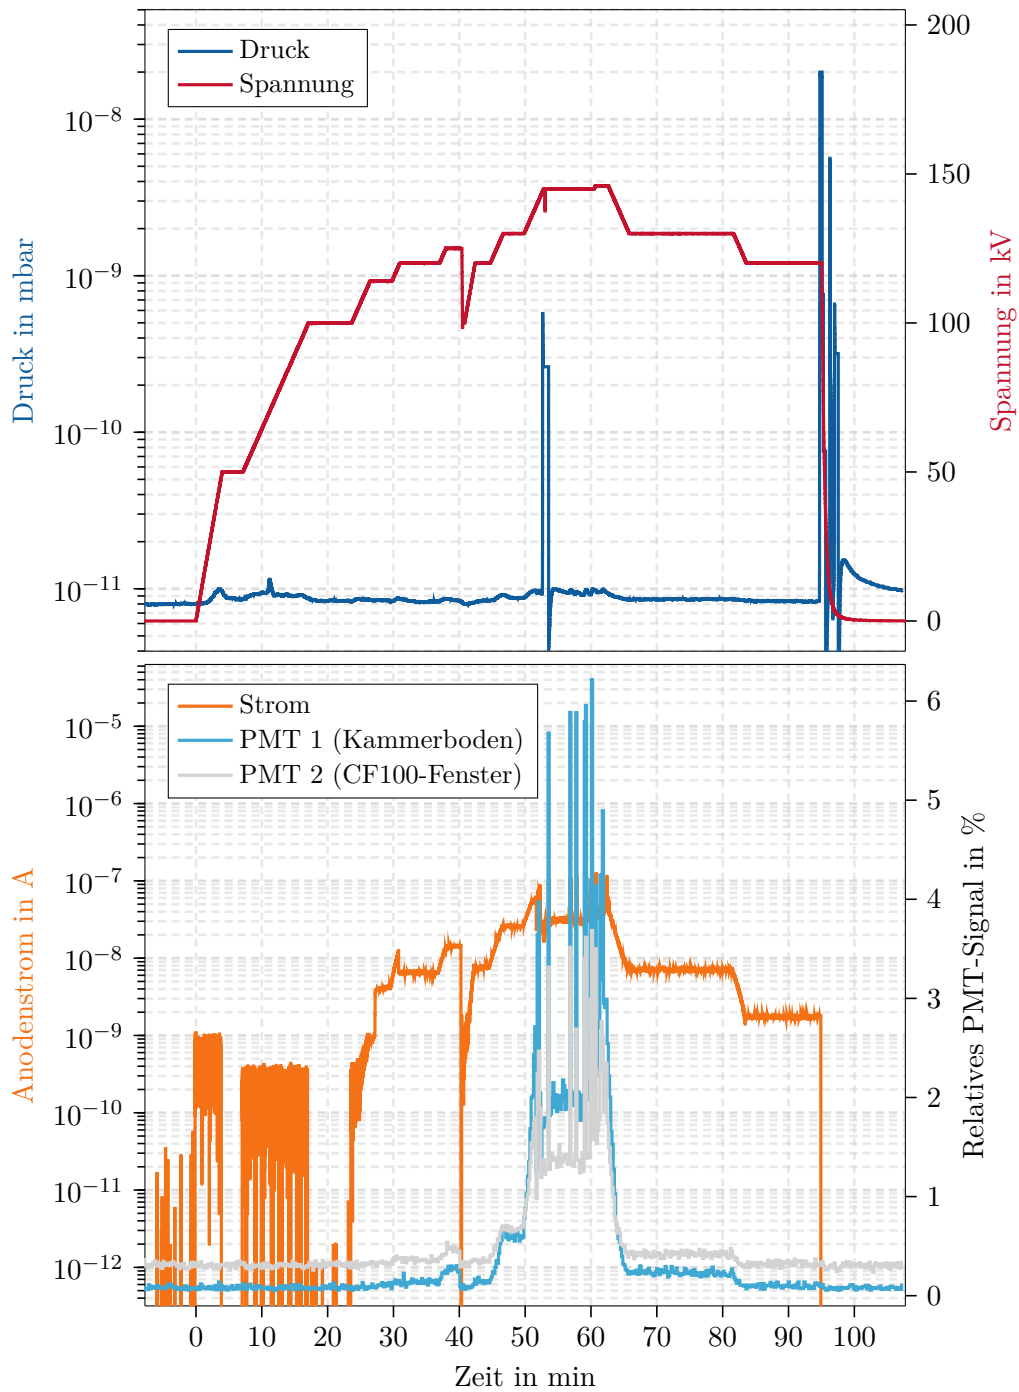 Druck
Spannung
10⁻⁸
10⁻⁹
10⁻¹⁰
10⁻¹¹
Druck in mbar
200
150
100
50
0
Spannung in kV
Strom
PMT 1 (Kammerboden)
PMT 2 (CF100-Fenster)
10⁻⁵
10⁻⁶
10⁻⁷
10⁻⁸
10⁻⁹
10⁻¹⁰
10⁻¹¹
10⁻¹²
Anodenstrom in A
6
5
4
3
2
1
0
Relatives PMT-Signal in %
0 10 20 30 40 50 60 70 80 90 100
Zeit in min